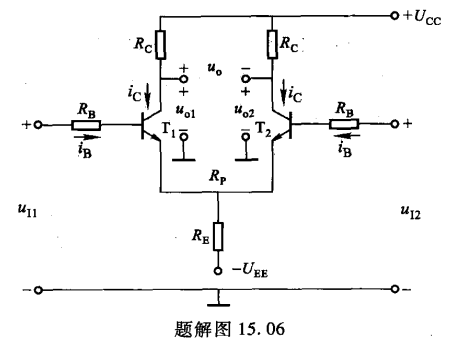 +U_CC
R_C u_o R_C
+ −
i_C + + i_C
R_B u_o1 u_o2 R_B
+ T_1 − − T_2 +
i_B i_B
R_P
u_I1 u_I2
R_E
−U_EE
− −
题解图 15.06